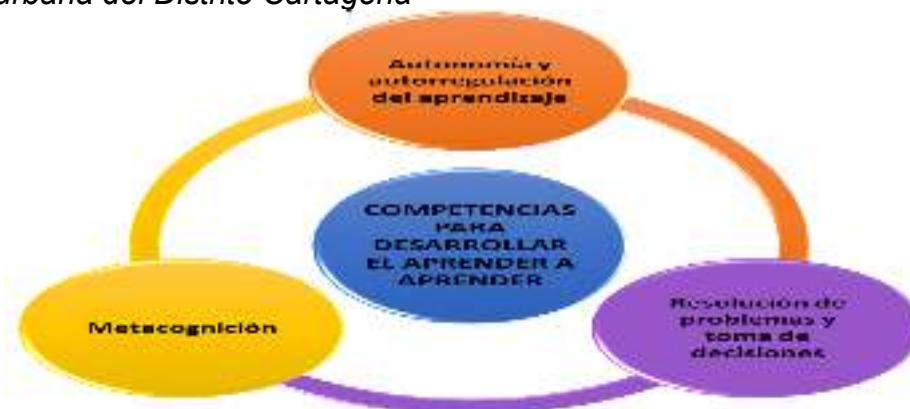 urbana del Distrito Cartagena
Autonomía y
autorregulación
del aprendizaje
COMPETENCIAS
PARA
DESARROLLAR
EL APRENDER A
APRENDER
Metacognición
Resolución de
problemas y
toma de
decisiones